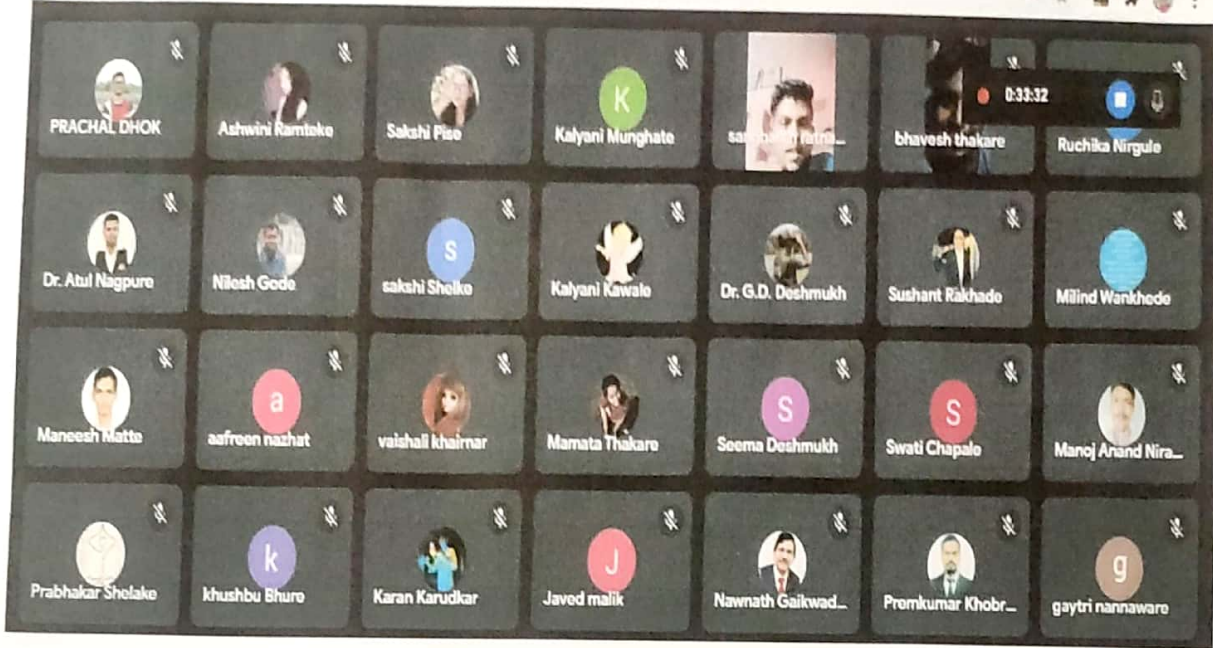 PRACHAL DHOK
Ashwini Ramteke
Sakshi Pise
K
Kalyani Munghate
bhavesh thakare
0:33:32
Ruchika Nirgule
Dr. Atul Nagpure
Nilesh Gode
S
sakshi Shelke
Kalyani Kawale
Dr. G.D. Deshmukh
Sushant Rakhade
Milind Wankhede
Maneesh Matte
a
aafreen nazhat
vaishali khairnar
Mamata Thakare
S
Seema Deshmukh
S
Swati Chapale
Manoj Anand Nira...
Prabhakar Shelake
k
khushbu Bhure
Karan Karudkar
J
Javed malik
Nawnath Gaikwad...
Premkumar Khobr...
g
gaytri nannaware